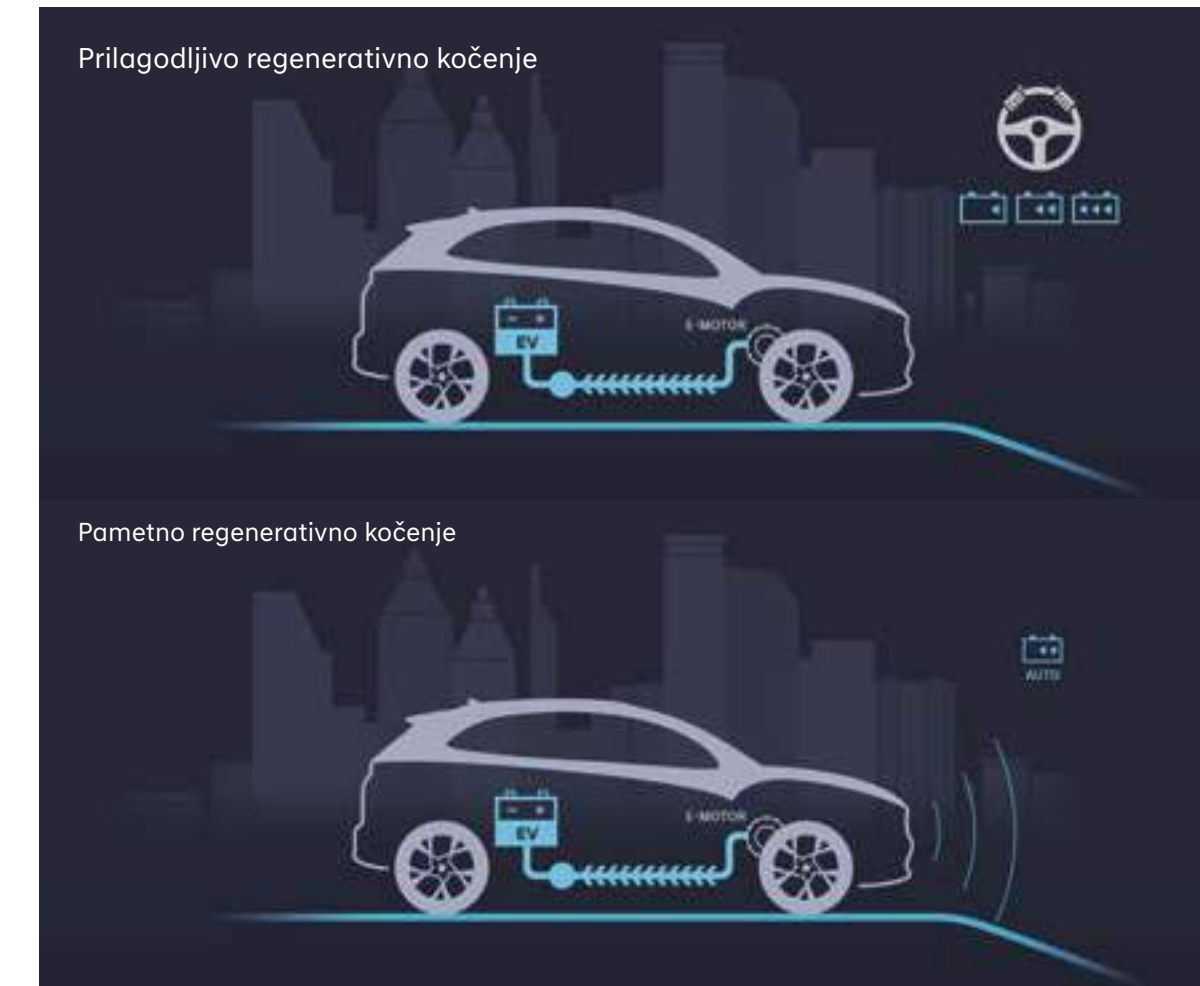 Prilagodljivo regenerativno kočenje
E-MOTOR
EV
Pametno regenerativno kočenje
AUTO
E-MOTOR
EV